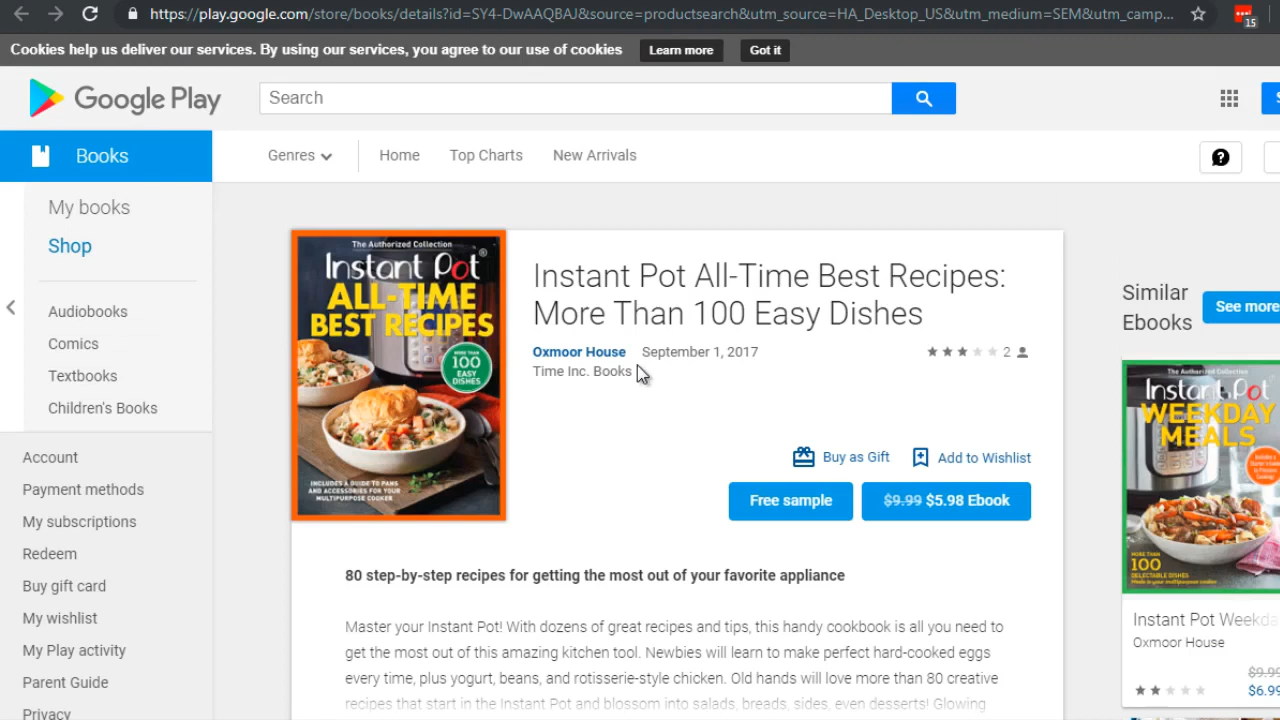 https://play.google.com/store/books/details?id=SY4-DwAAQBAJ&source=productsearch&utm_source=HA_Desktop_US&utm_medium=SEM&utm_camp...
15
Cookies help us deliver our services. By using our services, you agree to our use of cookies Learn more Got it
Google Play
Search
Books
Genres Home Top Charts New Arrivals
My books
Shop
Audiobooks
Comics
Textbooks
Children's Books
Account
Payment methods
My subscriptions
Redeem
Buy gift card
My wishlist
My Play activity
Parent Guide
Privacy
The Authorized Collection
Instant Pot®
ALL-TIME
BEST RECIPES
MORE THAN
100
EASY
DISHES
INCLUDES A GUIDE TO PANS
AND ACCESSORIES FOR YOUR
MULTIPURPOSE COOKER
Instant Pot All-Time Best Recipes:
More Than 100 Easy Dishes
Oxmoor House September 1, 2017
2
Time Inc. Books
Buy as Gift Add to Wishlist
Free sample $9.99 $5.98 Ebook
80 step-by-step recipes for getting the most out of your favorite appliance
Master your Instant Pot! With dozens of great recipes and tips, this handy cookbook is all you need to
get the most out of this amazing kitchen tool. Newbies will learn to make perfect hard-cooked eggs
every time, plus yogurt, beans, and rotisserie-style chicken. Old hands will love more than 80 creative
recipes that start in the Instant Pot and blossom into salads, breads, sides, even desserts! Glowing
Similar
Ebooks
See more
The Authorized Collection
Instant Pot
WEEKDAY
MEALS
MORE THAN
100
DELECTABLE DISHES
Made in your multipurpose cooker
Instant Pot Weekda
Oxmoor House
$9.99
$6.99